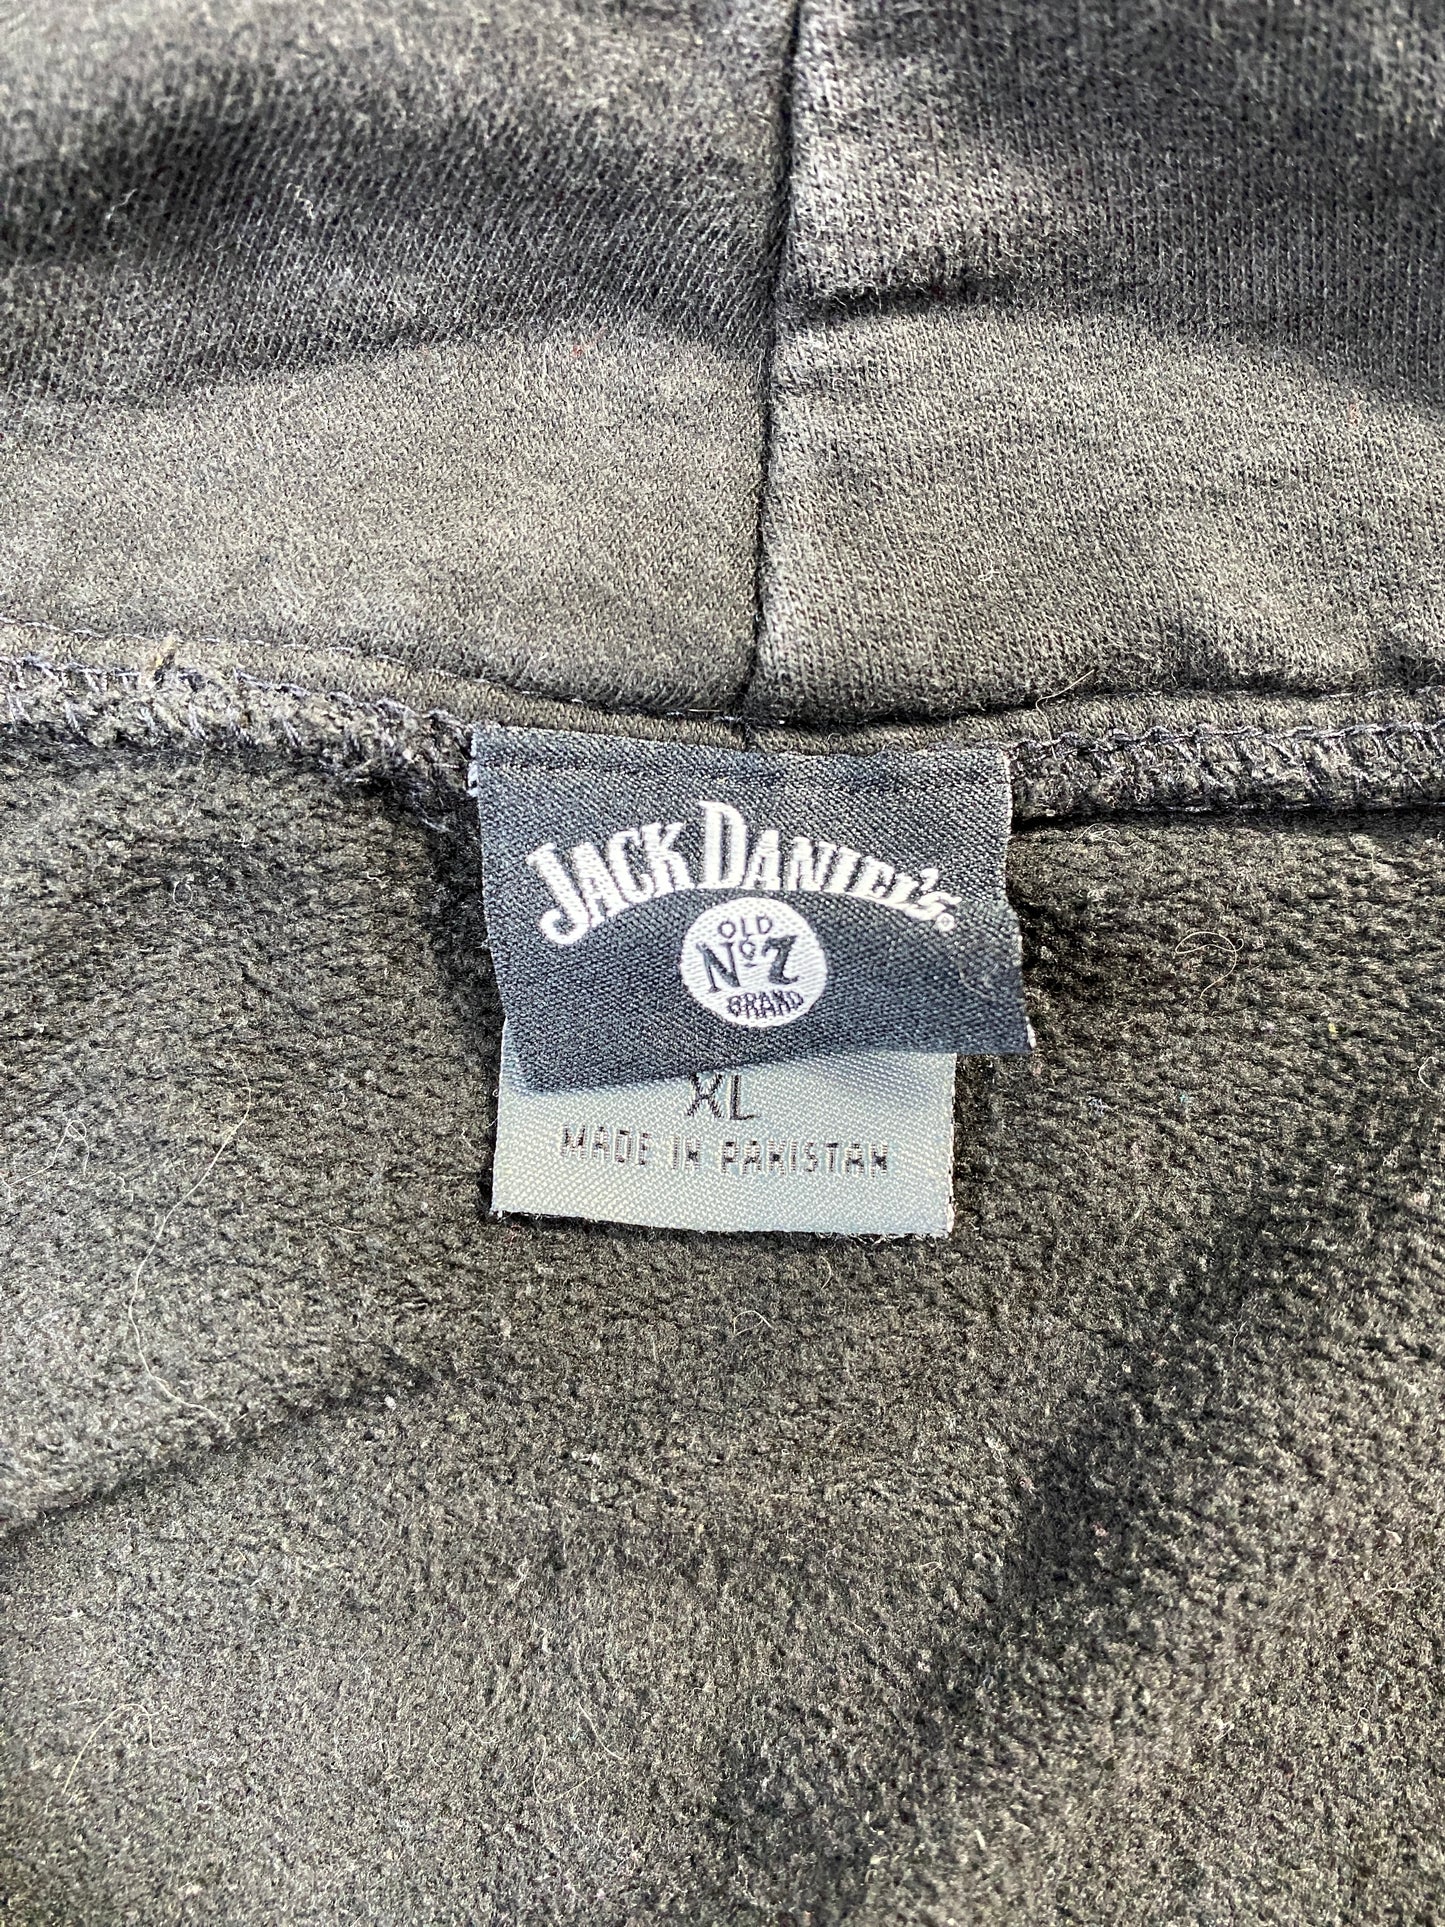 JACK DANIEL'S®
OLD
No 7
BRAND
XL
MADE IN PAKISTAN